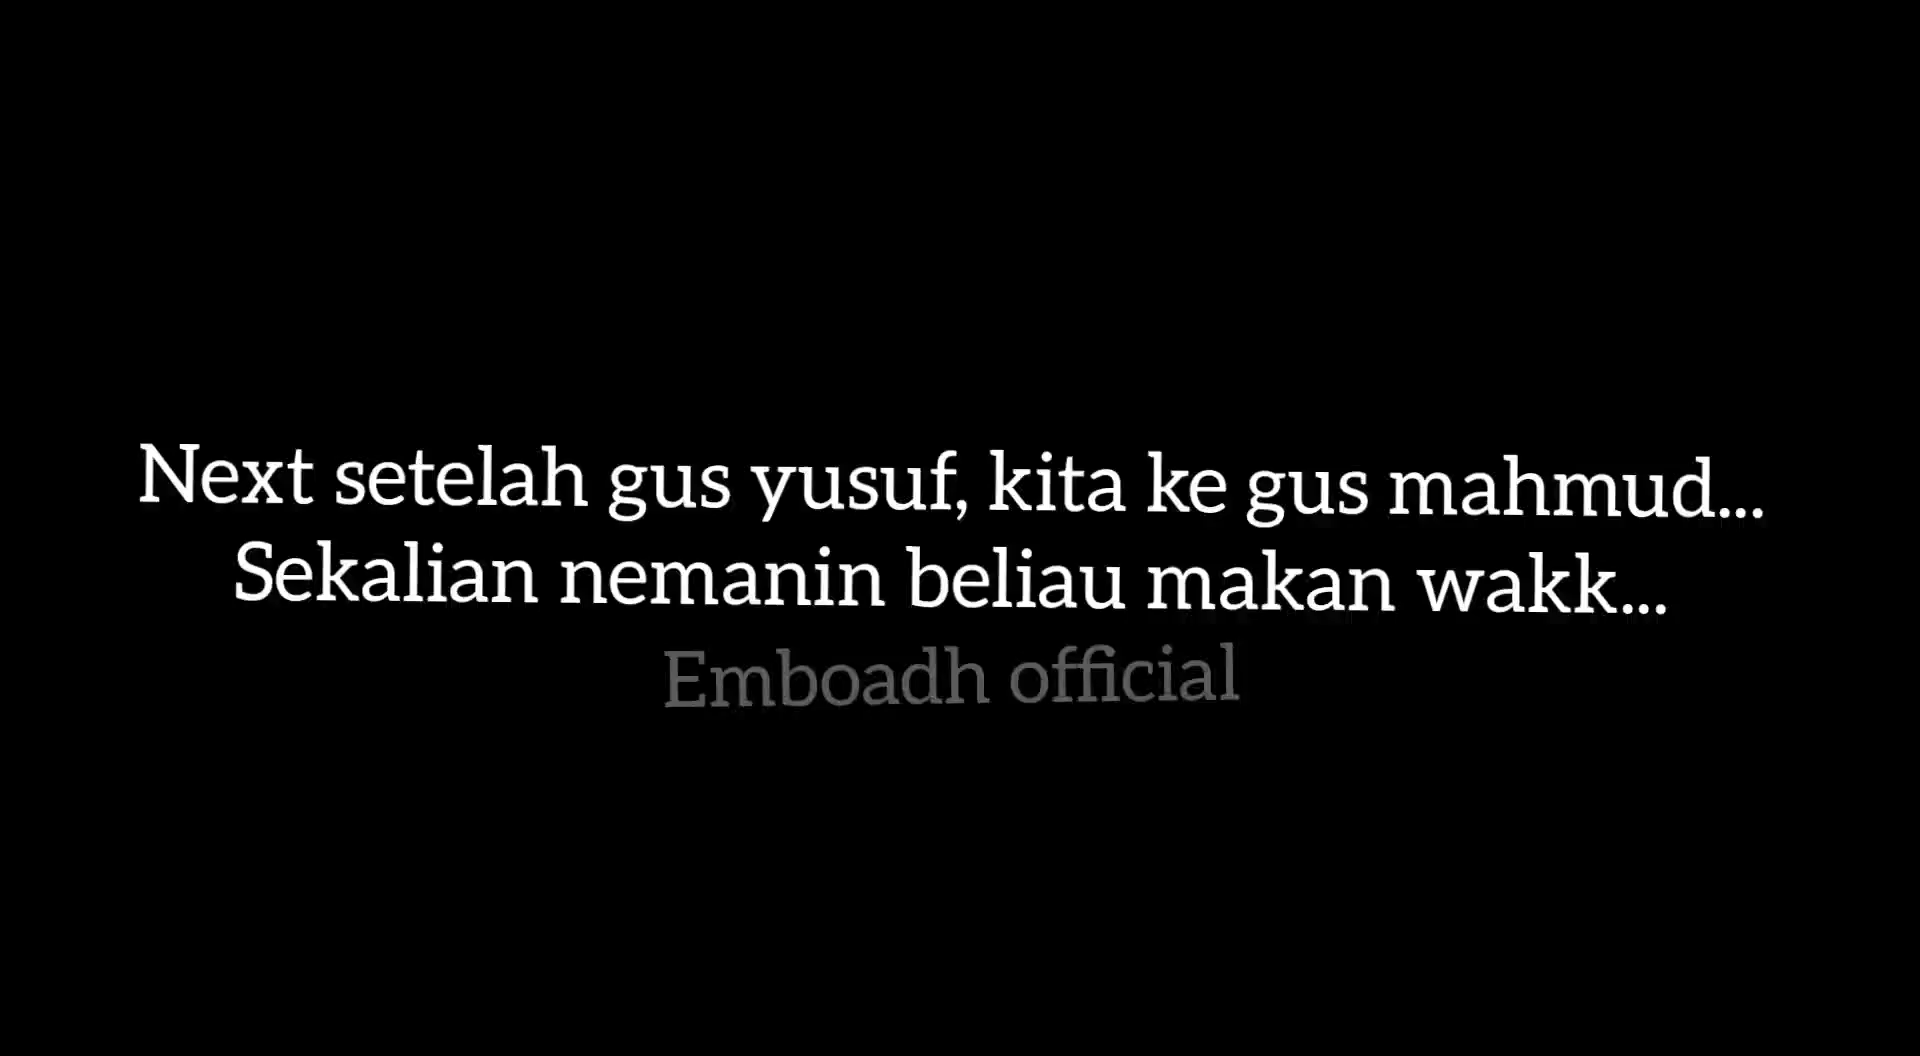 Next setelah gus yusuf, kita ke gus mahmud...
Sekalian nemanin beliau makan wakk...
Emboadh official